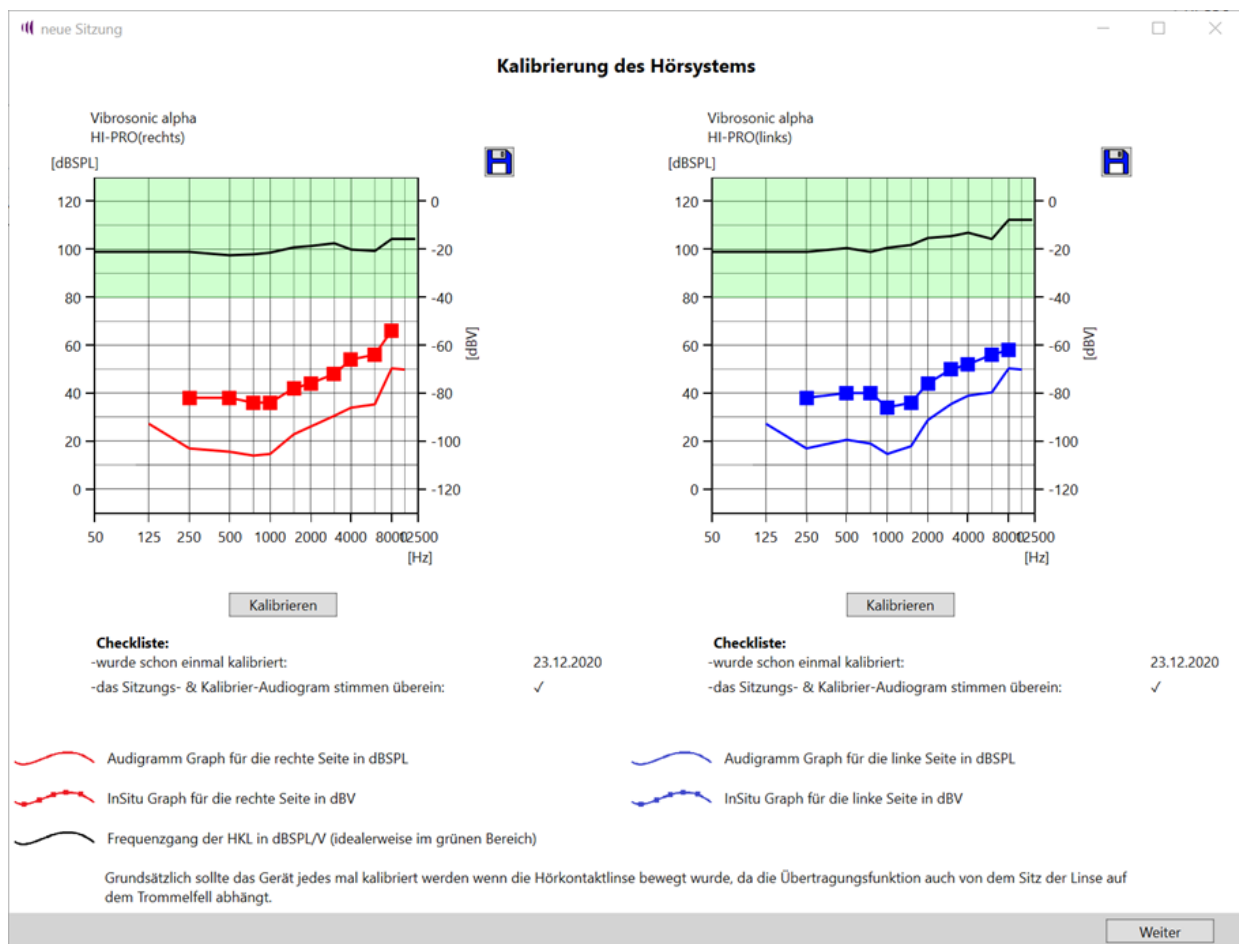 neue Sitzung
Kalibrierung des Hörsystems
Vibrosonic alpha
HI-PRO(rechts)
[dBSPL]
120
100
80
60
40
20
0
0
-20
-40
-60
-80
-100
-120
[dBV]
50 125 250 500 1000 2000 4000 8000 12500
[Hz]
Kalibrieren
Checkliste:
-wurde schon einmal kalibriert: 23.12.2020
-das Sitzungs- & Kalibrier-Audiogram stimmen überein: ✓
Vibrosonic alpha
HI-PRO(links)
[dBSPL]
120
100
80
60
40
20
0
0
-20
-40
-60
-80
-100
-120
[dBV]
50 125 250 500 1000 2000 4000 8000 12500
[Hz]
Kalibrieren
Checkliste:
-wurde schon einmal kalibriert: 23.12.2020
-das Sitzungs- & Kalibrier-Audiogram stimmen überein: ✓
Audigramm Graph für die rechte Seite in dBSPL
InSitu Graph für die rechte Seite in dBV
Frequenzgang der HKL in dBSPL/V (idealerweise im grünen Bereich)
Audigramm Graph für die linke Seite in dBSPL
InSitu Graph für die linke Seite in dBV
Grundsätzlich sollte das Gerät jedes mal kalibriert werden wenn die Hörkontaktlinse bewegt wurde, da die Übertragungsfunktion auch von dem Sitz der Linse auf
dem Trommelfell abhängt.
Weiter